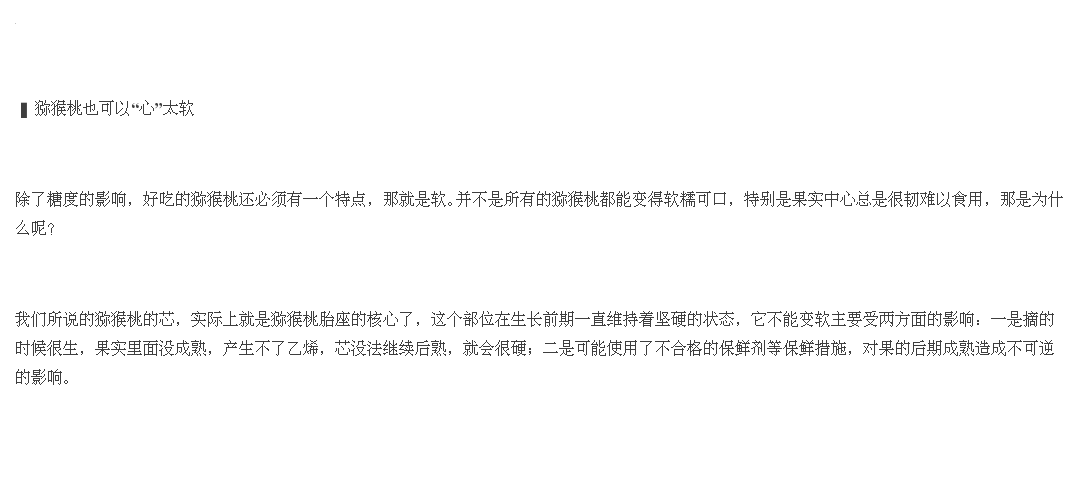 ▌猕猴桃也可以“心”太软
除了糖度的影响，好吃的猕猴桃还必须有一个特点，那就是软。并不是所有的猕猴桃都能变得软糯可口，特别是果实中心总是很韧难以食用，那是为什
么呢？
我们所说的猕猴桃的芯，实际上就是猕猴桃胎座的核心了，这个部位在生长前期一直维持着坚硬的状态，它不能变软主要受两方面的影响：一是摘的
时候很生，果实里面没成熟，产生不了乙烯，芯没法继续后熟，就会很硬；二是可能使用了不合格的保鲜剂等保鲜措施，对果的后期成熟造成不可逆
的影响。